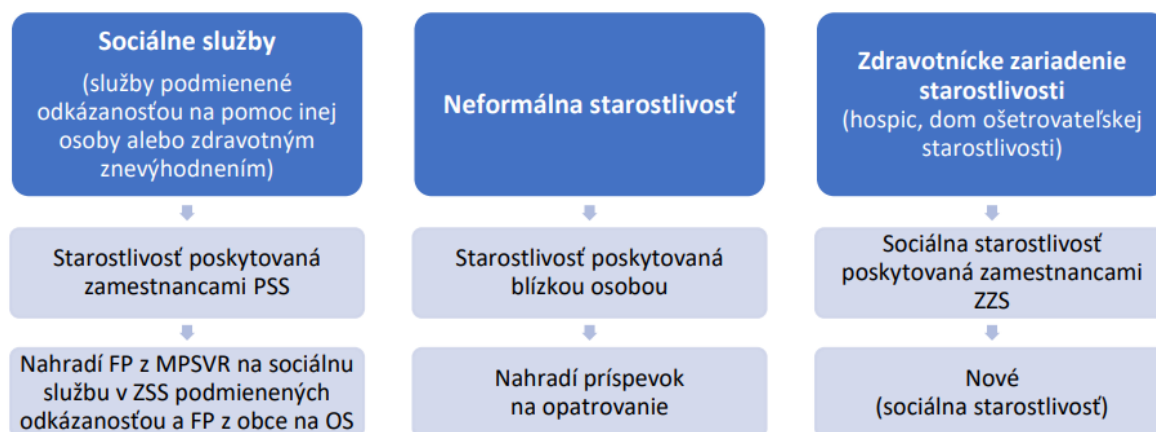 Sociálne služby
(služby podmienené
odkázanosťou na pomoc inej
osoby alebo zdravotným
znevýhodnením)
Starostlivosť poskytovaná
zamestnancami PSS
Nahradí FP z MPSVR na sociálnu
službu v ZSS podmienených
odkázanosťou a FP z obce na OS
Neformálna starostlivosť
Starostlivosť poskytovaná
blízkou osobou
Nahradí príspevok
na opatrovanie
Zdravotnícke zariadenie
starostlivosti
(hospic, dom ošetrovateľskej
starostlivosti)
Sociálna starostlivosť
poskytovaná zamestnancami
ZZS
Nové
(sociálna starostlivosť)